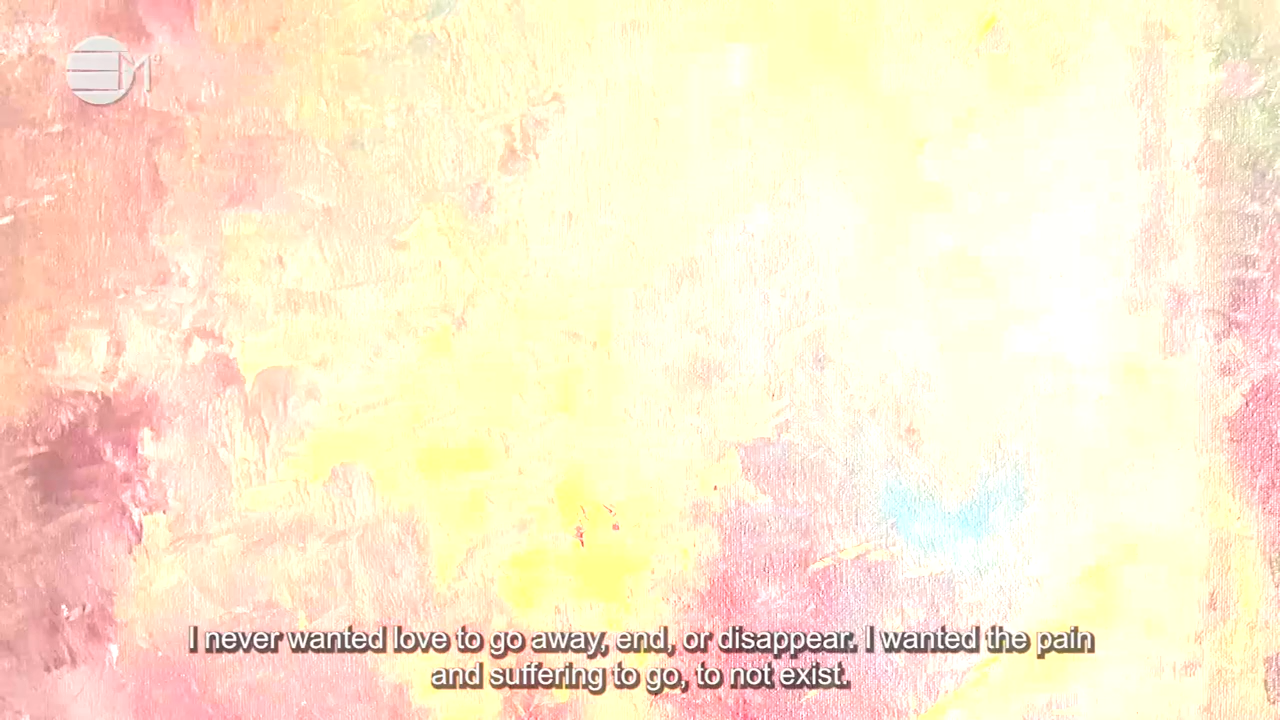 EM°
I never wanted love to go away, end, or disappear. I wanted the pain
and suffering to go, to not exist.